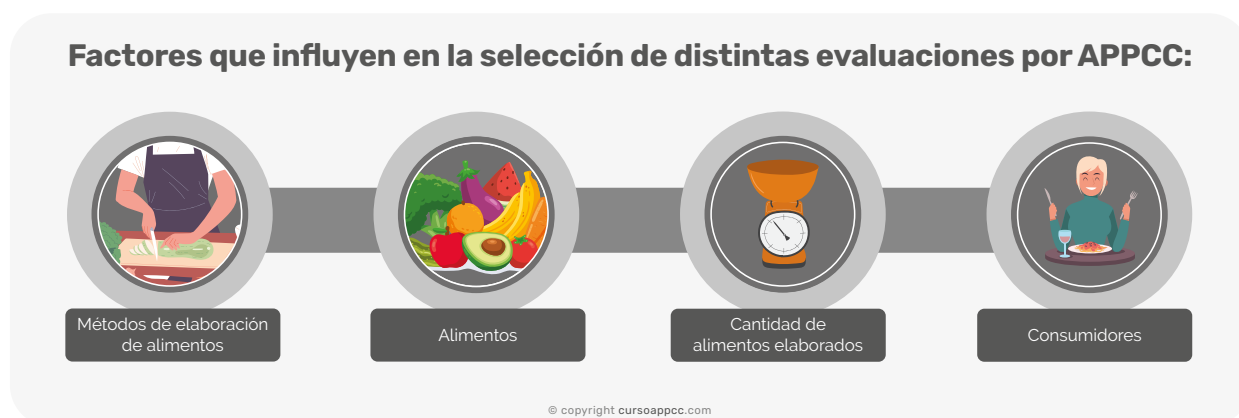 Factores que influyen en la selección de distintas evaluaciones por APPCC:
Métodos de elaboración
de alimentos
Alimentos
Cantidad de
alimentos elaborados
Consumidores
© copyright cursoappcc.com